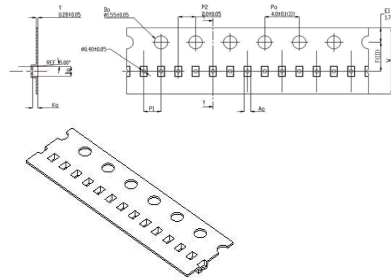 T
0.20±0.05
Do
Ø1.55±0.05
P2
2.0±0.05
Po
4.0±0.1(II)
E1
Ø0.40±0.05
REF 5.00°
Ko
P1
Y
Ao